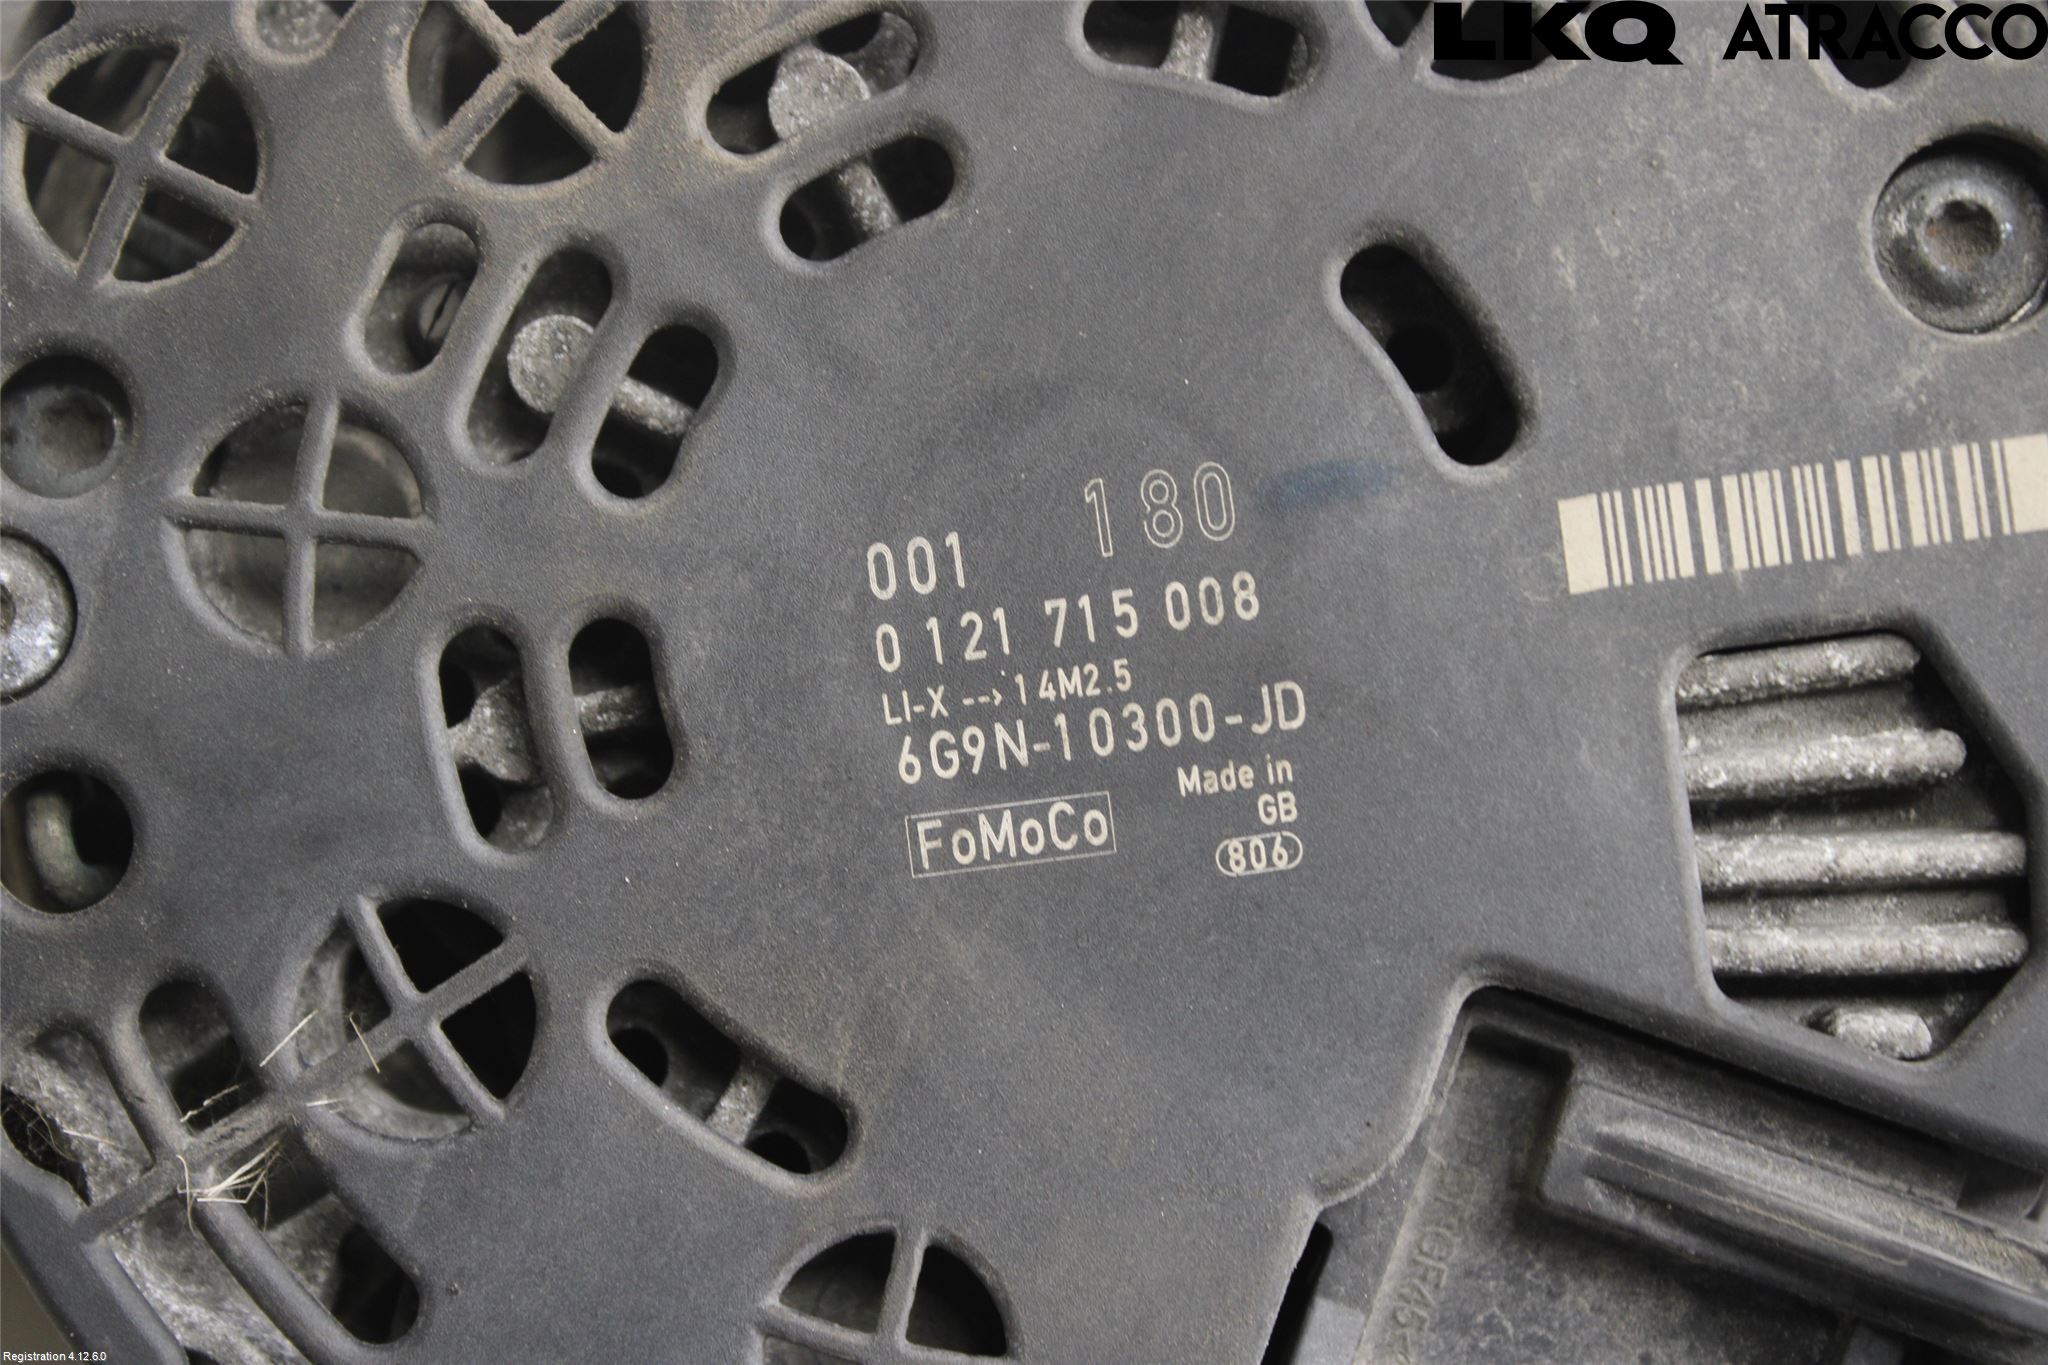 LKQ ATRACCO
001 180
0 121 715 008
LI-X --> 14M2.5
6G9N-10300-JD
FoMoCo
Made in
GB
806
Registration 4.12.6.0